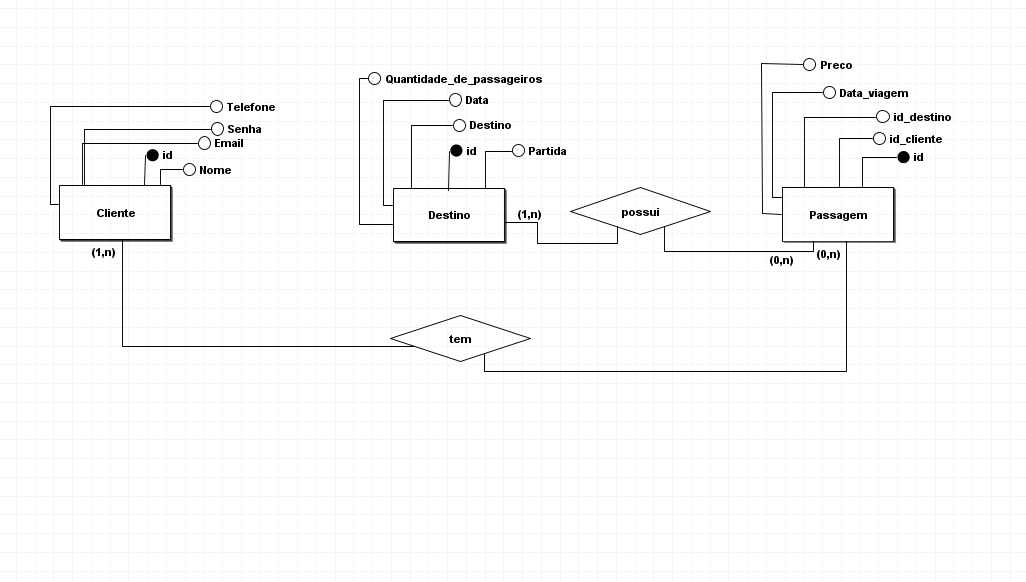 Telefone
Senha
Email
id
Nome
Cliente
(1,n)
Quantidade_de_passageiros
Data
Destino
id
Partida
Destino
(1,n)
possui
Preco
Data_viagem
id_destino
id_cliente
id
Passagem
(0,n)
(0,n)
tem